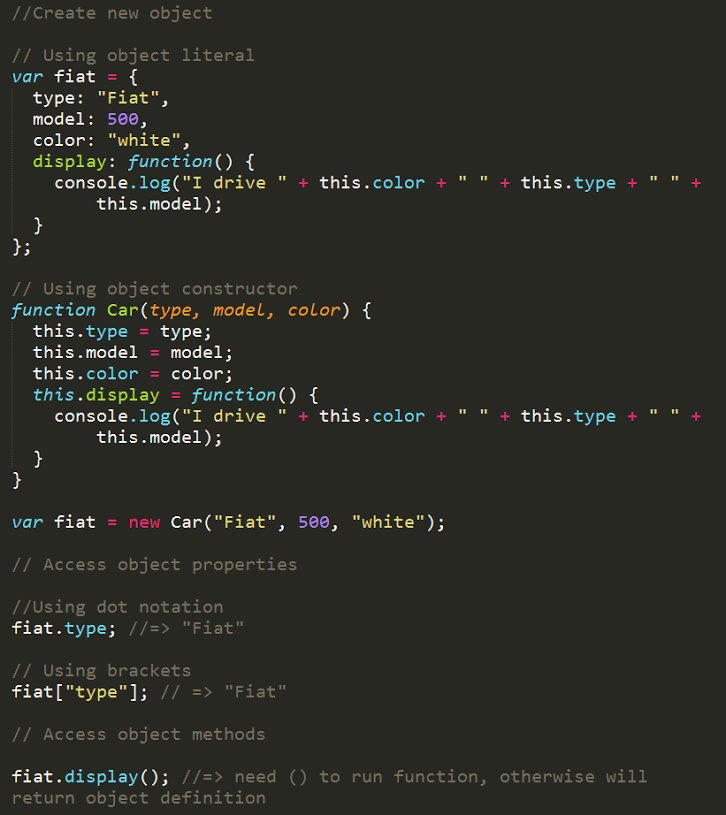 //Create new object
// Using object literal
var fiat = {
type: "Fiat",
model: 500,
color: "white",
display: function() {
console.log("I drive " + this.color + " " + this.type + " " +
this.model);
}
};
// Using object constructor
function Car(type, model, color) {
this.type = type;
this.model = model;
this.color = color;
this.display = function() {
console.log("I drive " + this.color + " " + this.type + " " +
this.model);
}
}
var fiat = new Car("Fiat", 500, "white");
// Access object properties
//Using dot notation
fiat.type; //=> "Fiat"
// Using brackets
fiat["type"]; // => "Fiat"
// Access object methods
fiat.display(); //=> need () to run function, otherwise will
return object definition